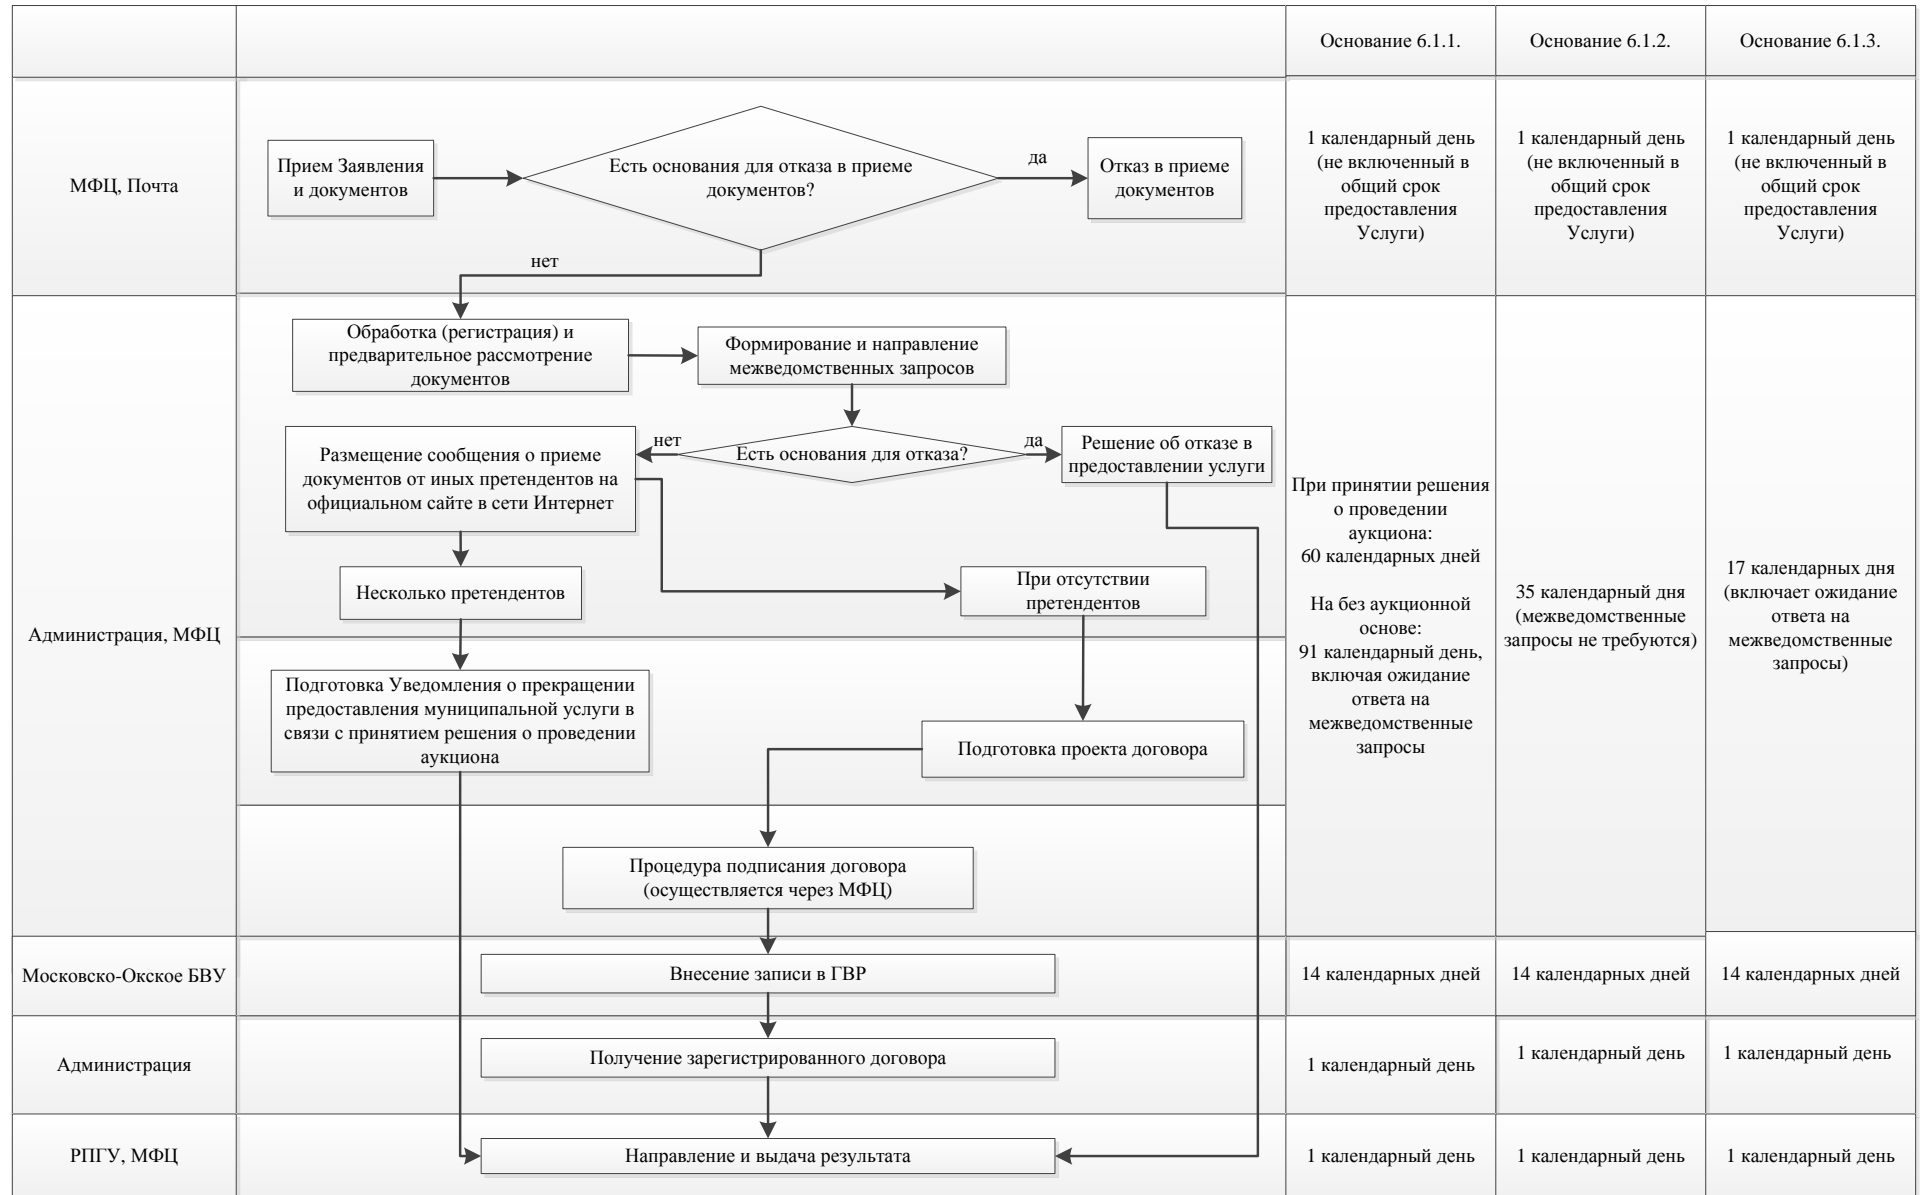 Основание 6.1.1.
Основание 6.1.2.
Основание 6.1.3.
МФЦ, Почта
Прием Заявления
и документов
Есть основания для отказа в приеме
документов?
да
Отказ в приеме
документов
нет
1 календарный день
(не включенный в
общий срок
предоставления
Услуги)
1 календарный день
(не включенный в
общий срок
предоставления
Услуги)
1 календарный день
(не включенный в
общий срок
предоставления
Услуги)
Администрация, МФЦ
Обработка (регистрация) и
предварительное рассмотрение
документов
Формирование и направление
межведомственных запросов
Есть основания для отказа?
нет
да
Решение об отказе в
предоставлении услуги
Размещение сообщения о приеме
документов от иных претендентов на
официальном сайте в сети Интернет
Несколько претендентов
При отсутствии
претендентов
Подготовка Уведомления о прекращении
предоставления муниципальной услуги в
связи с принятием решения о проведении
аукциона
Подготовка проекта договора
Процедура подписания договора
(осуществляется через МФЦ)
При принятии решения
о проведении
аукциона:
60 календарных дней
На без аукционной
основе:
91 календарный день,
включая ожидание
ответа на
межведомственные
запросы
35 календарный дня
(межведомственные
запросы не требуются)
17 календарных дня
(включает ожидание
ответа на
межведомственные
запросы)
Московско-Окское БВУ
Внесение записи в ГВР
14 календарных дней
14 календарных дней
14 календарных дней
Администрация
Получение зарегистрированного договора
1 календарный день
1 календарный день
1 календарный день
РПГУ, МФЦ
Направление и выдача результата
1 календарный день
1 календарный день
1 календарный день